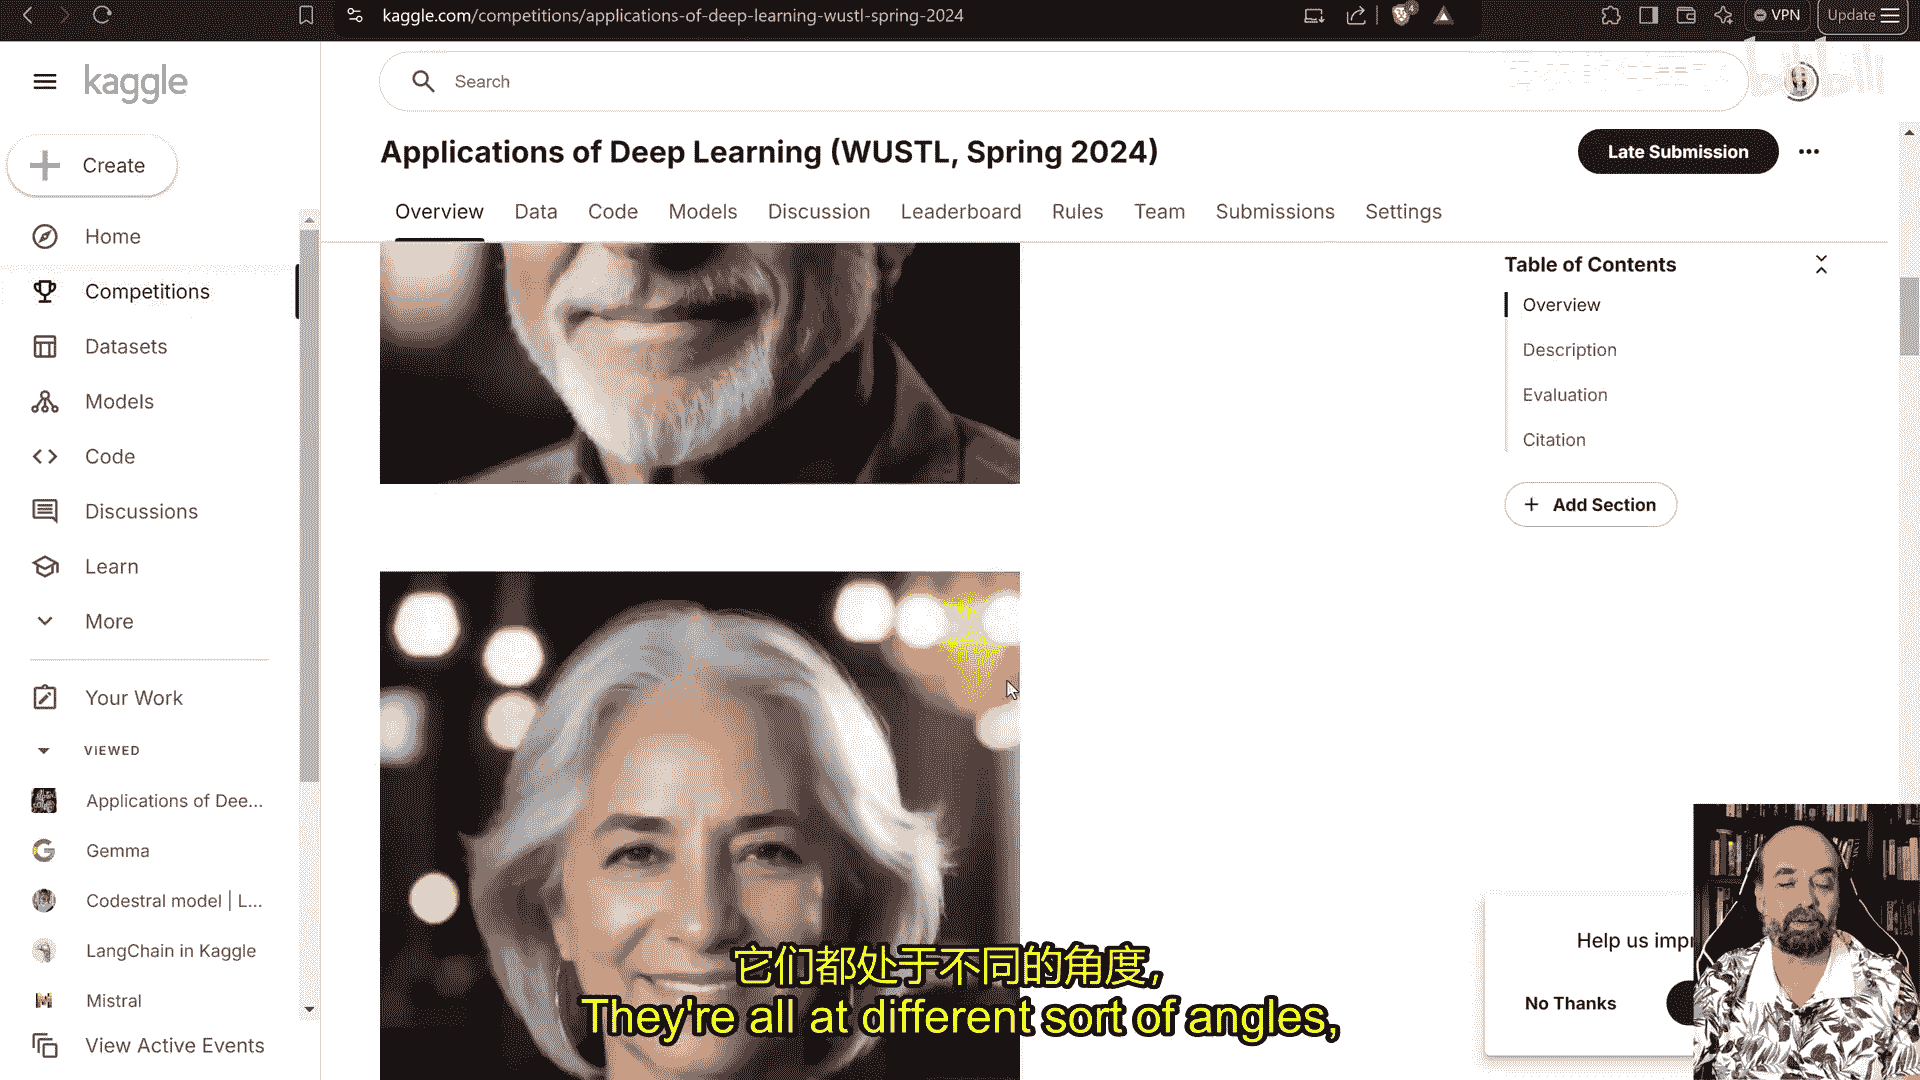 kaggle.com/competitions/applications-of-deep-learning-wustl-spring-2024
4
VPN
Update
kaggle
Search
bilibili
Create
Applications of Deep Learning (WUSTL, Spring 2024)
Late Submission
Overview Data Code Models Discussion Leaderboard Rules Team Submissions Settings
Home
Competitions
Datasets
Models
Code
Discussions
Learn
More
Your Work
VIEWED
Applications of Dee...
Gemma
Codestral model | L...
LangChain in Kaggle
Mistral
View Active Events
Table of Contents
Overview
Description
Evaluation
Citation
Add Section
Help us impr
No Thanks
它们都处于不同的角度，
They're all at different sort of angles,